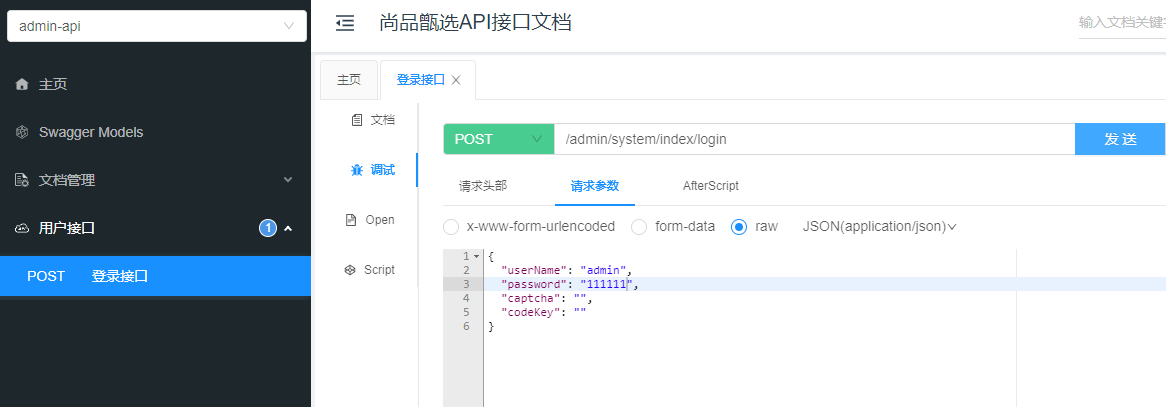 admin-api
主页
Swagger Models
文档管理
用户接口 1
POST 登录接口
尚品甄选API接口文档
输入文档关键字
主页 登录接口
文档
调试
Open
Script
POST /admin/system/index/login 发送
请求头部 请求参数 AfterScript
x-www-form-urlencoded form-data raw JSON(application/json)
1 {
2 "userName": "admin",
3 "password": "111111",
4 "captcha": "",
5 "codeKey": ""
6 }